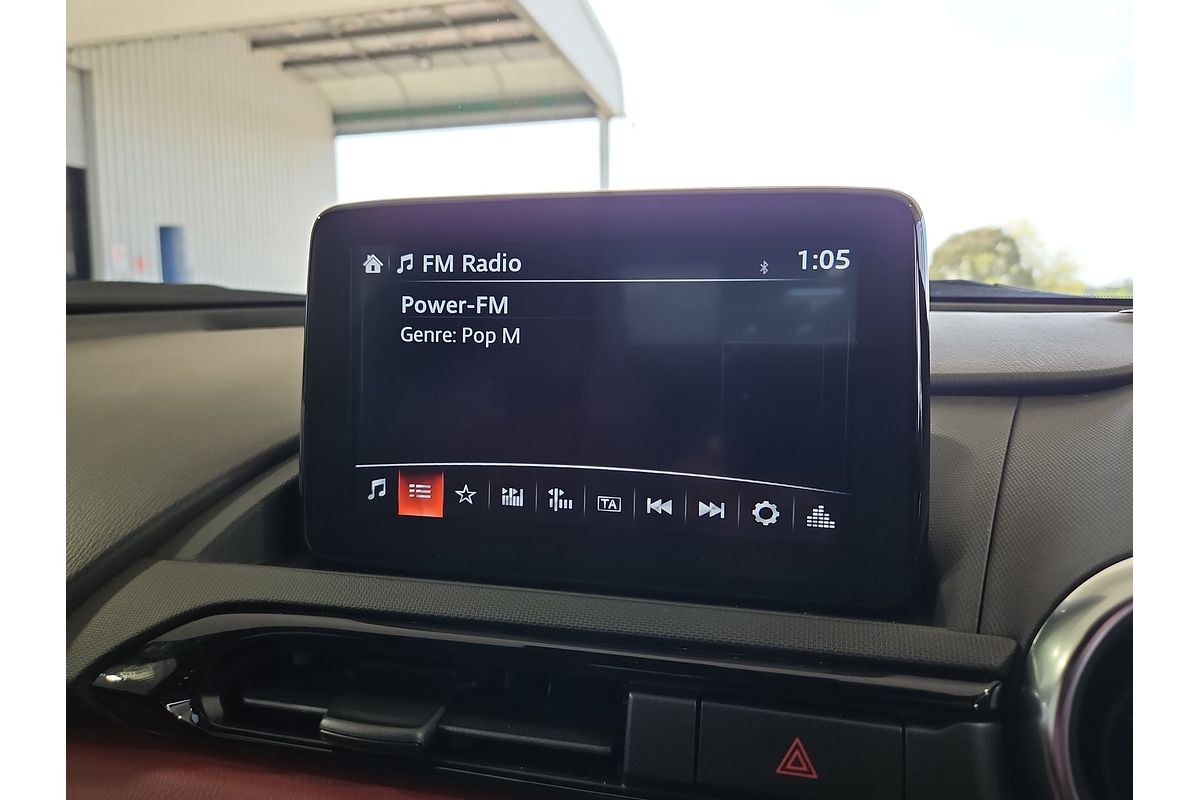 FM Radio 1:05
Power-FM
Genre: Pop M
TA